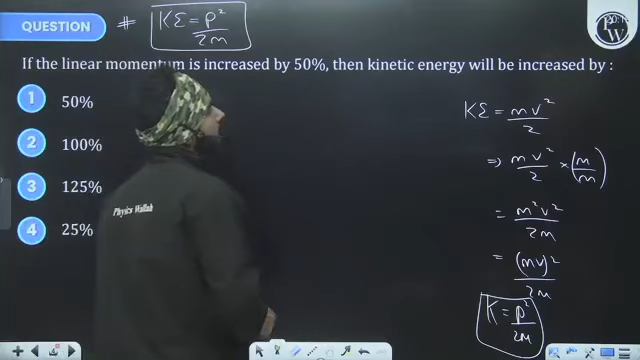 QUESTION
# KE = p²/2m
If the linear momentum is increased by 50%, then kinetic energy will be increased by :
1 50%
2 100%
3 125%
4 25%
KE = mv²/2
⇒ mv²/2 × (m/m)
= m²v²/2m
= (mv)²/2m
K = p²/2m
Physics Wallah
PW